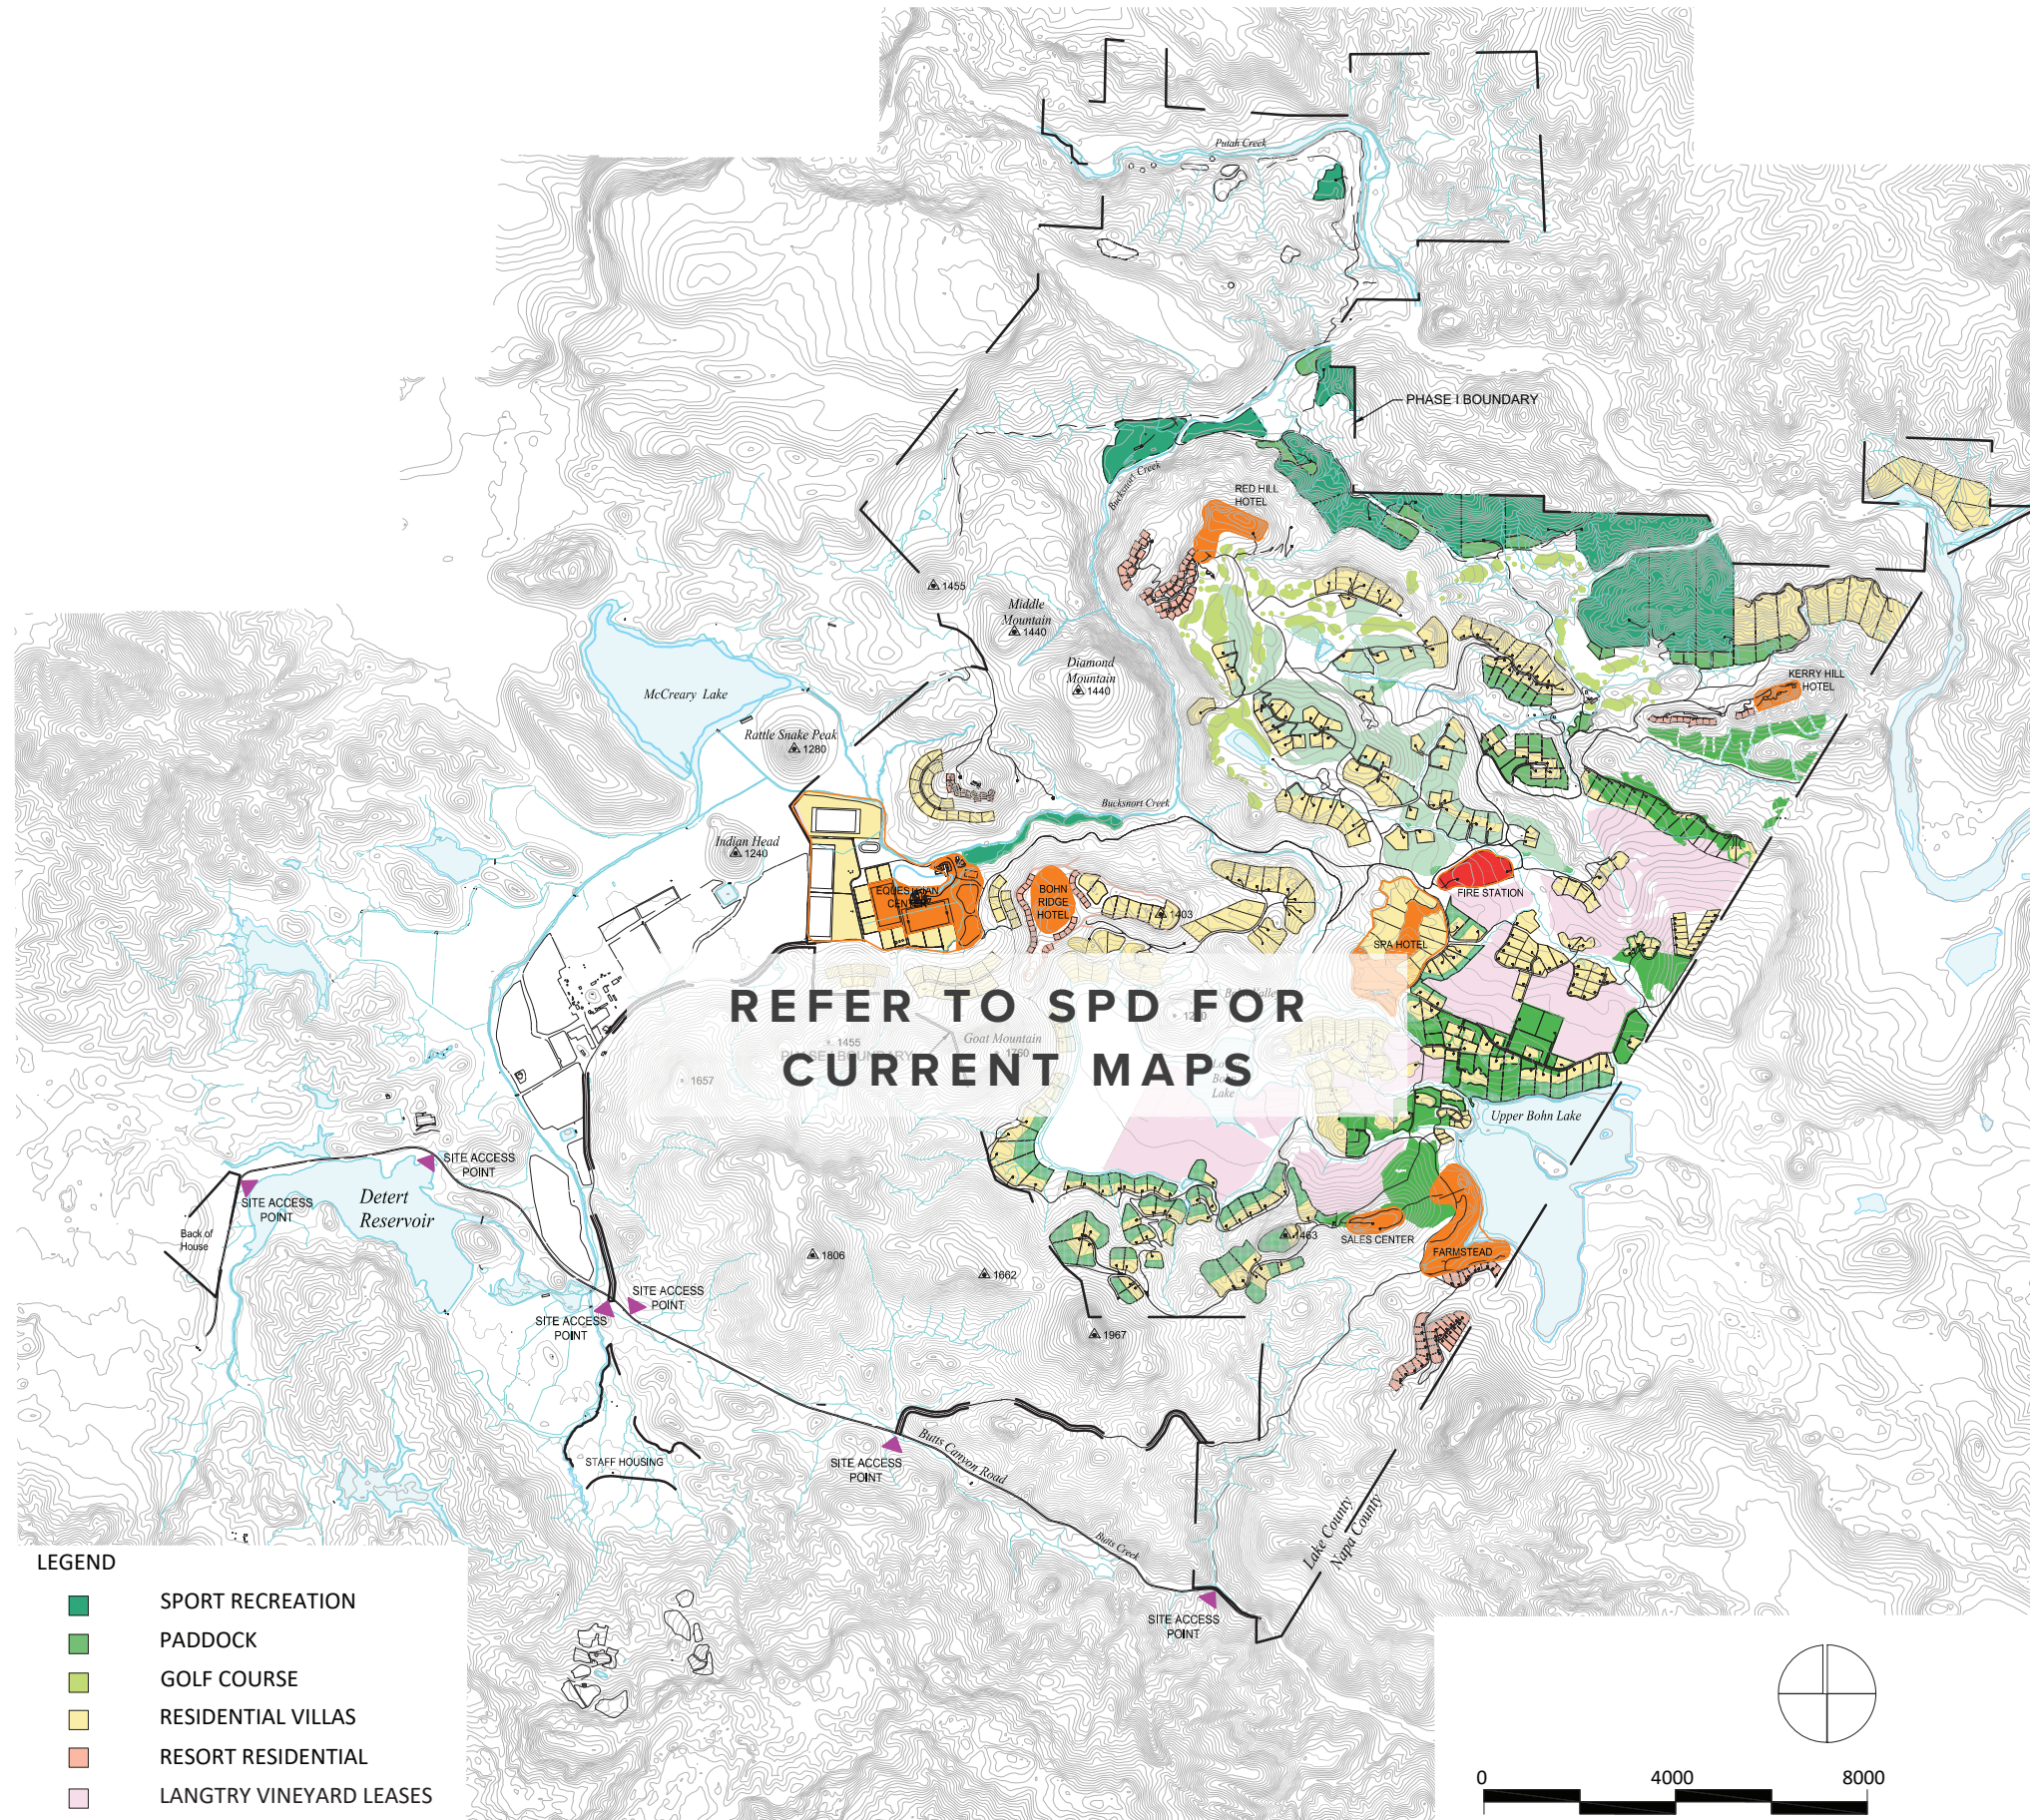 Putah Creek
PHASE I BOUNDARY
Bucksnort Creek
RED HILL
HOTEL
1455
Middle
Mountain
1440
Diamond
Mountain
1440
McCreary Lake
Rattle Snake Peak
1280
KERRY HILL
HOTEL
Bucksnort Creek
Indian Head
1240
EQUESTRIAN
CENTER
BOHN
RIDGE
HOTEL
1403
FIRE STATION
SPA HOTEL
REFER TO SPD FOR
CURRENT MAPS
1455
PHASE I BOUNDARY
Goat Mountain
1760
1657
Lake
Upper Bohn Lake
SITE ACCESS
POINT
SITE ACCESS
POINT
Detert
Reservoir
Back of
House
1806
1662
1463
SALES CENTER
FARMSTEAD
SITE ACCESS
POINT
SITE ACCESS
POINT
1967
STAFF HOUSING
SITE ACCESS
POINT
Butts Canyon Road
Butts Creek
Lake County
Napa County
SITE ACCESS
POINT
LEGEND
SPORT RECREATION
PADDOCK
GOLF COURSE
RESIDENTIAL VILLAS
RESORT RESIDENTIAL
LANGTRY VINEYARD LEASES
0 4000 8000